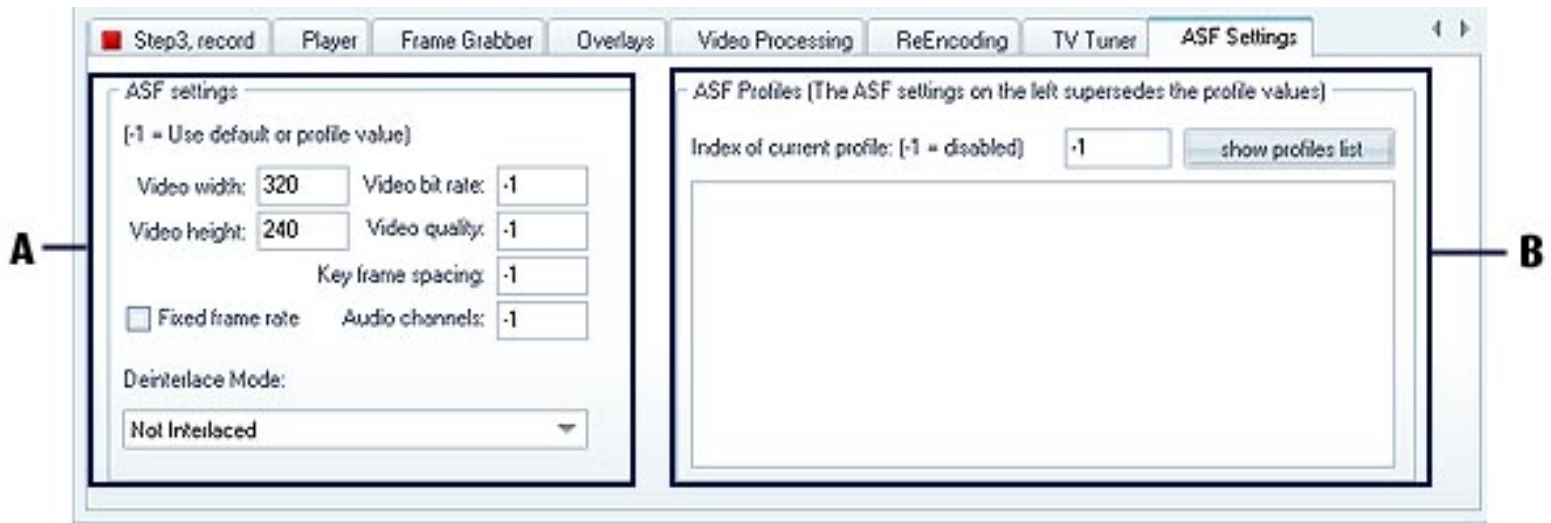 Step3, record Player Frame Grabber Overlays Video Processing ReEncoding TV Tuner ASF Settings
ASF settings
(-1 = Use default or profile value)
Video width: 320 Video bit rate: -1
Video height: 240 Video quality: -1
Key frame spacing: -1
Fixed frame rate Audio channels: -1
Deinterlace Mode:
Not Interlaced
A
ASF Profiles (The ASF settings on the left supersedes the profile values)
Index of current profile: (-1 = disabled) -1 show profiles list
B